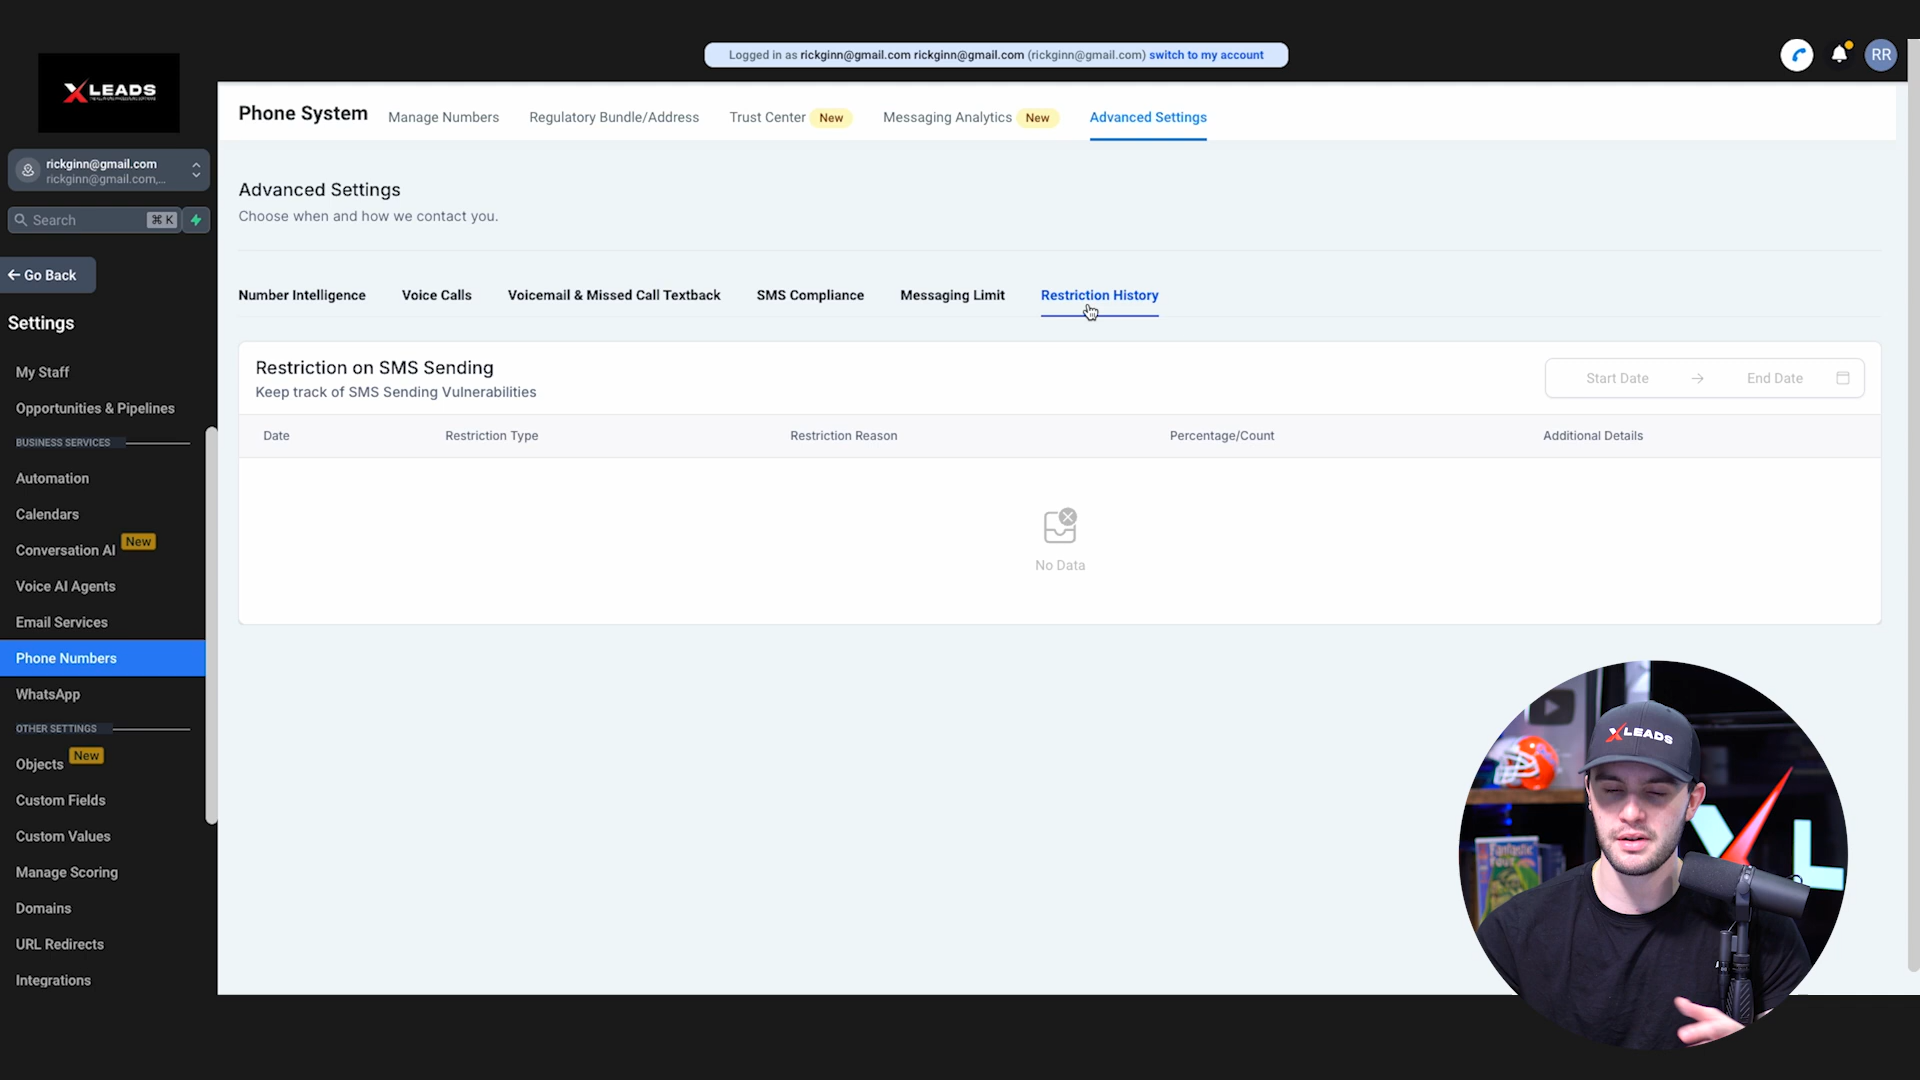 Logged in as rickginn@gmail.com rickginn@gmail.com (rickginn@gmail.com) switch to my account
RR
XLEADS
Phone System
Manage Numbers
Regulatory Bundle/Address
Trust Center New
Messaging Analytics New
Advanced Settings
rickginn@gmail.com
rickginn@gmail.com,...
Search ⌘ K
Go Back
Settings
My Staff
Opportunities & Pipelines
BUSINESS SERVICES
Automation
Calendars
Conversation AI New
Voice AI Agents
Email Services
Phone Numbers
WhatsApp
OTHER SETTINGS
Objects New
Custom Fields
Custom Values
Manage Scoring
Domains
URL Redirects
Integrations
Advanced Settings
Choose when and how we contact you.
Number Intelligence
Voice Calls
Voicemail & Missed Call Textback
SMS Compliance
Messaging Limit
Restriction History
Restriction on SMS Sending
Keep track of SMS Sending Vulnerabilities
Start Date → End Date
Date
Restriction Type
Restriction Reason
Percentage/Count
Additional Details
No Data
XLEADS
Fantastic Four
XL